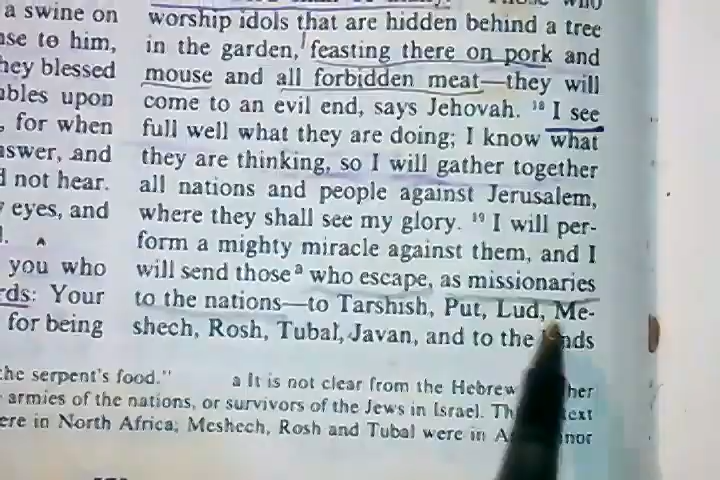 a swine on
nse to him,
hey blessed
ables upon
, for when
nswer, and
d not hear.
eyes, and
you who
rds: Your
for being
worship idols that are hidden behind a tree
in the garden, feasting there on pork and
mouse and all forbidden meat—they will
come to an evil end, says Jehovah. 18 I see
full well what they are doing; I know what
they are thinking, so I will gather together
all nations and people against Jerusalem,
where they shall see my glory. 19 I will per-
form a mighty miracle against them, and I
will send those a who escape, as missionaries
to the nations—to Tarshish, Put, Lud, Me-
shech, Rosh, Tubal, Javan, and to the
the serpent's food." a It is not clear from the Hebrew
armies of the nations, or survivors of the Jews in Israel.
ere in North Africa; Meshech, Rosh and Tubal were in